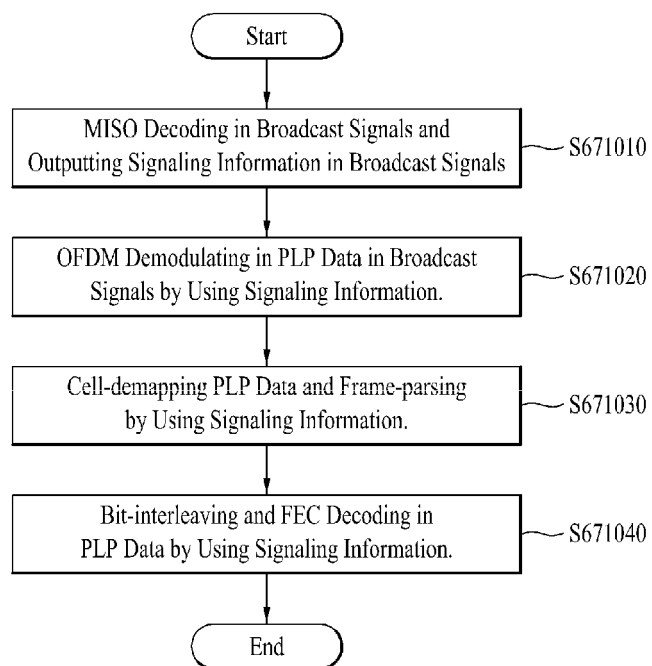 Start
MISO Decoding in Broadcast Signals and
Outputting Signaling Information in Broadcast Signals
S671010
OFDM Demodulating in PLP Data in Broadcast
Signals by Using Signaling Information.
S671020
Cell-demapping PLP Data and Frame-parsing
by Using Signaling Information.
S671030
Bit-interleaving and FEC Decoding in
PLP Data by Using Signaling Information.
S671040
End